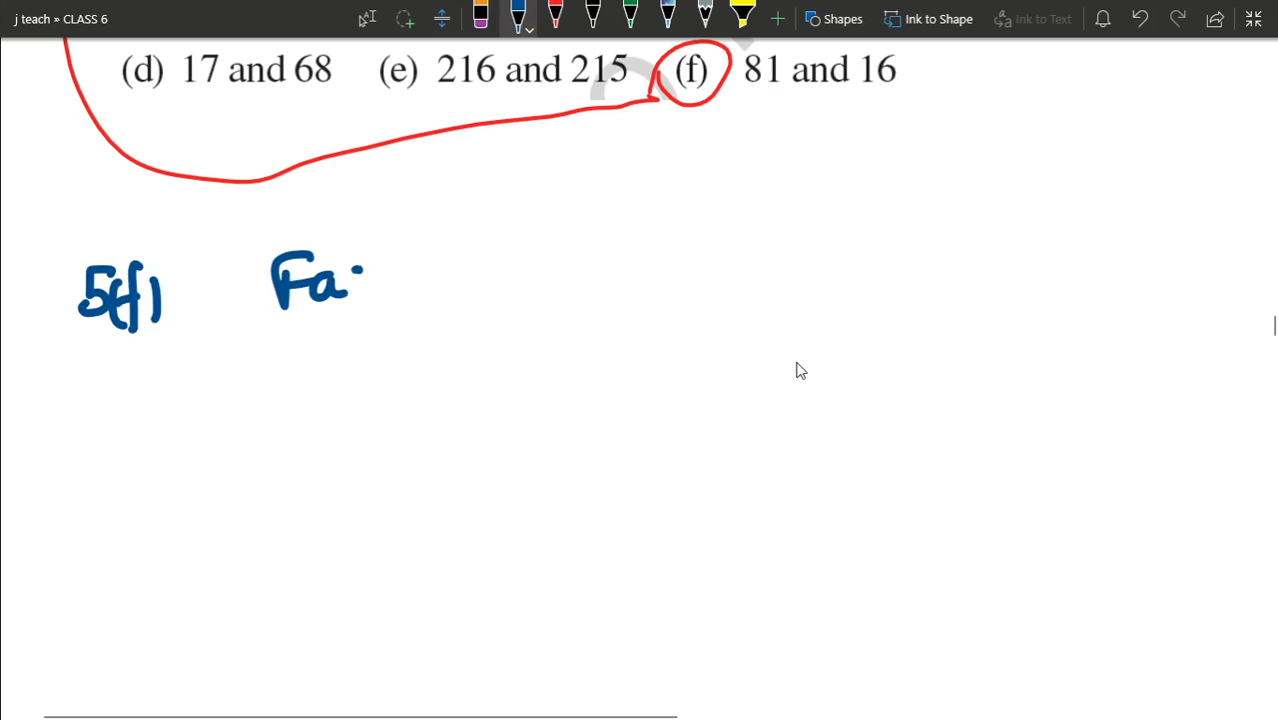 j teach » CLASS 6
Shapes
Ink to Shape
Ink to Text
(d) 17 and 68 (e) 216 and 215 (f) 81 and 16
5(f) Fa